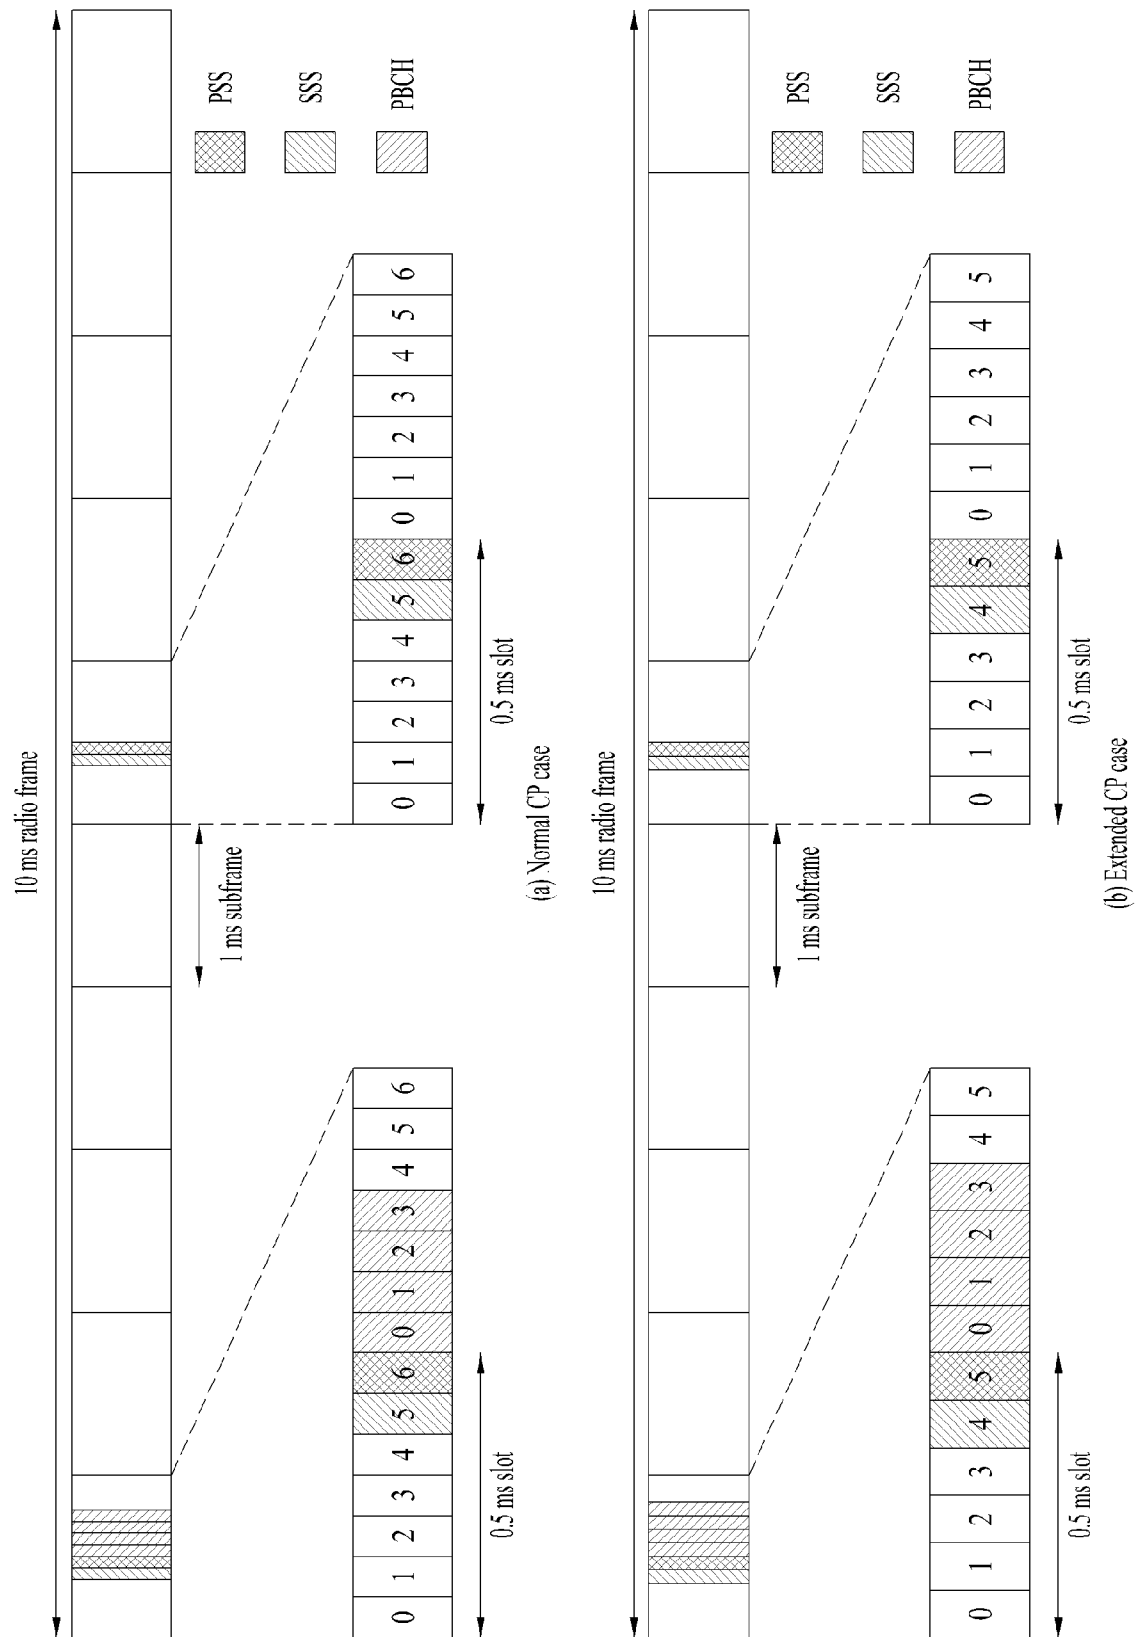 10 ms radio frame
1 ms subframe
PSS
SSS
PBCH
0 1 2 3 4 5 6 0 1 2 3 4 5 6
0 1 2 3 4 5 6 0 1 2 3 4 5 6
0.5 ms slot
0.5 ms slot
(a) Normal CP case
10 ms radio frame
1 ms subframe
PSS
SSS
PBCH
0 1 2 3 4 5 0 1 2 3 4 5
0 1 2 3 4 5 0 1 2 3 4 5
0.5 ms slot
0.5 ms slot
(b) Extended CP case